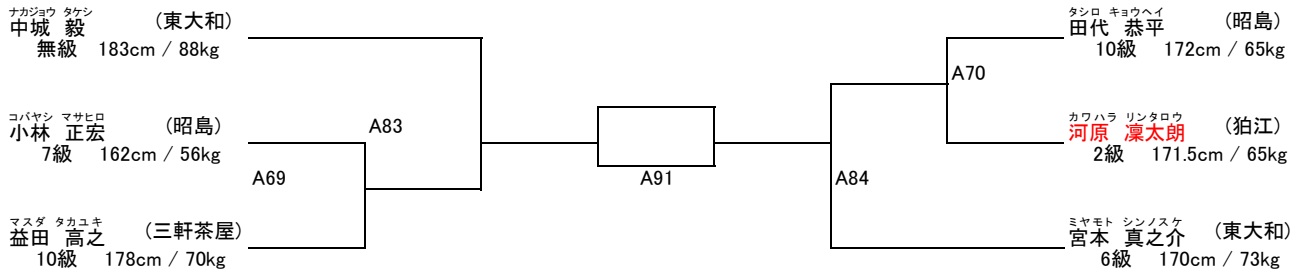 ナカジョウ タケシ
中城 毅 (東大和)
無級 183cm / 88kg
コバヤシ マサヒロ
小林 正宏 (昭島)
7級 162cm / 56kg
マスダ タカユキ
益田 高之 (三軒茶屋)
10級 178cm / 70kg
A69
A83
A91
タシロ キョウヘイ
田代 恭平 (昭島)
10級 172cm / 65kg
A70
カワハラ リンタロウ
河原 凜太朗 (狛江)
2級 171.5cm / 65kg
A84
ミヤモト シンノスケ
宮本 真之介 (東大和)
6級 170cm / 73kg